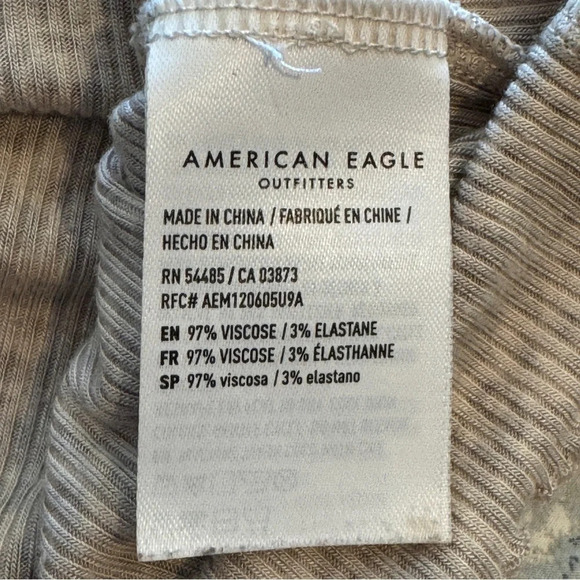 AMERICAN EAGLE
OUTFITTERS
MADE IN CHINA / FABRIQUÉ EN CHINE /
HECHO EN CHINA
RN 54485 / CA 03873
RFC# AEM120605U9A
EN 97% VISCOSE / 3% ELASTANE
FR 97% VISCOSE / 3% ÉLASTHANNE
SP 97% viscosa / 3% elastano